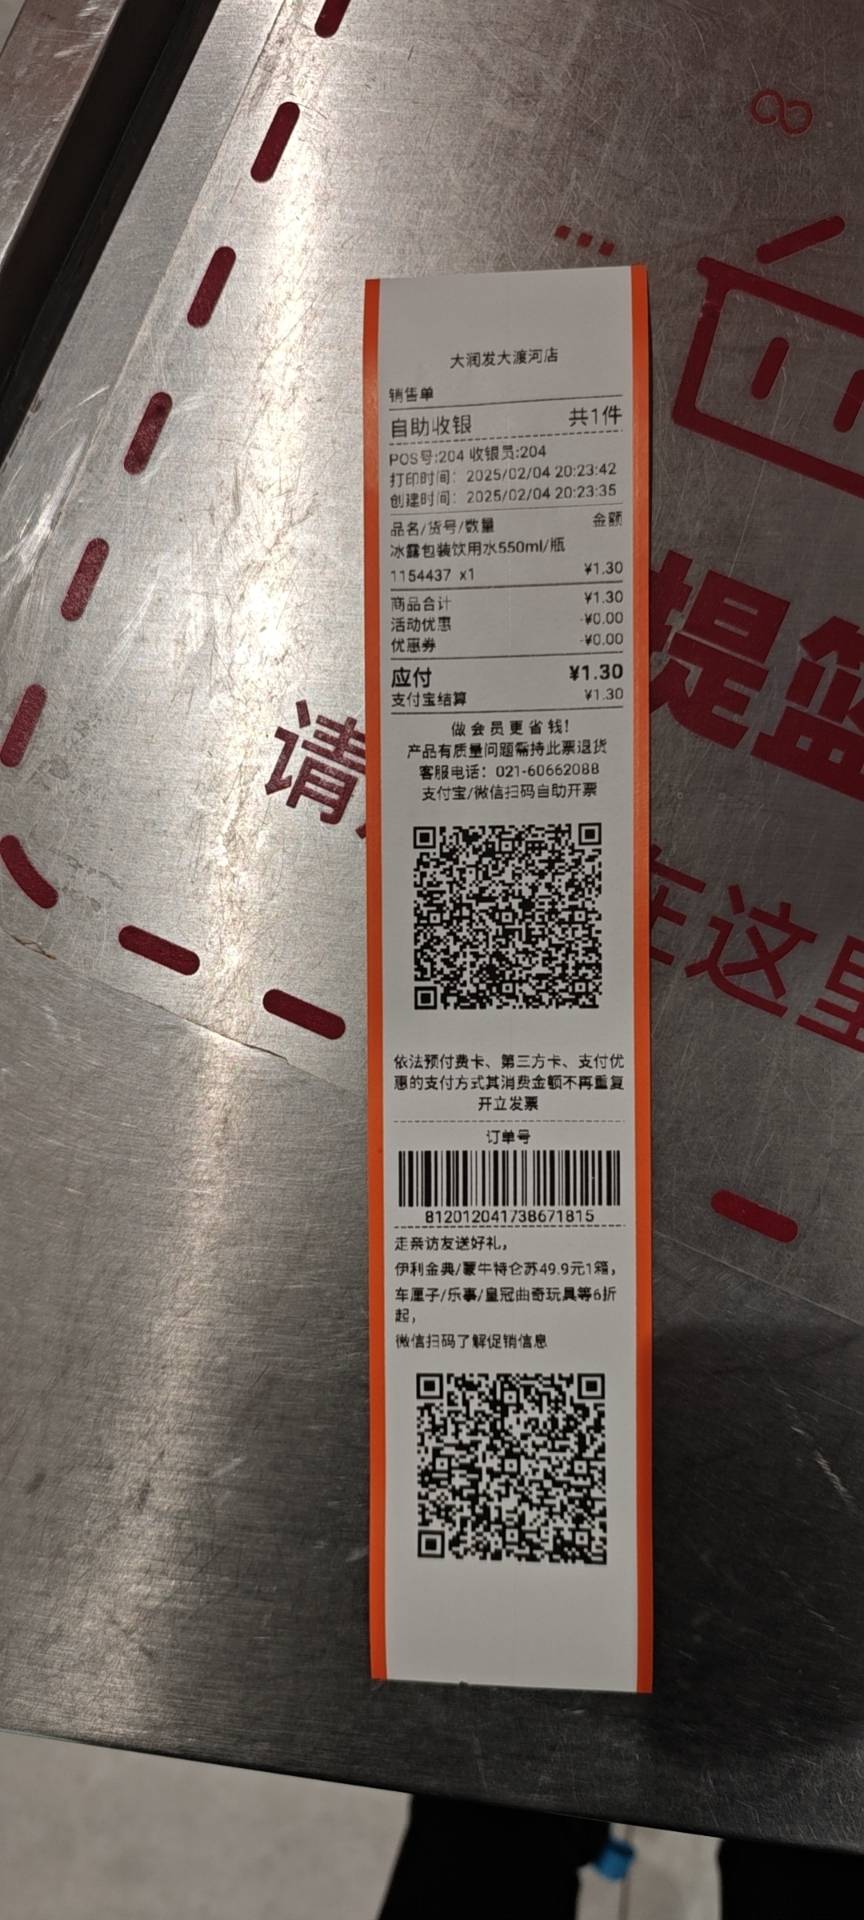 大润发大渡河店
销售单
自助收银 共1件
POS号:204 收银员:204
打印时间: 2025/02/04 20:23:42
创建时间: 2025/02/04 20:23:35
品名/货号/数量 金额
冰露包装饮用水550ml/瓶
1154437 x1 ¥1.30
商品合计 ¥1.30
活动优惠 -¥0.00
优惠券 -¥0.00
应付 ¥1.30
支付宝结算 ¥1.30
做会员更省钱!
产品有质量问题需持此票退货
客服电话: 021-60662088
支付宝/微信扫码自助开票
依法预付费卡、第三方卡、支付优
惠的支付方式其消费金额不再重复
开立发票
订单号
812012041738671815
走亲访友送好礼,
伊利金典/蒙牛特仑苏49.9元1箱,
车厘子/乐事/皇冠曲奇玩具等6折
起,
微信扫码了解促销信息
请
提篮
在这里